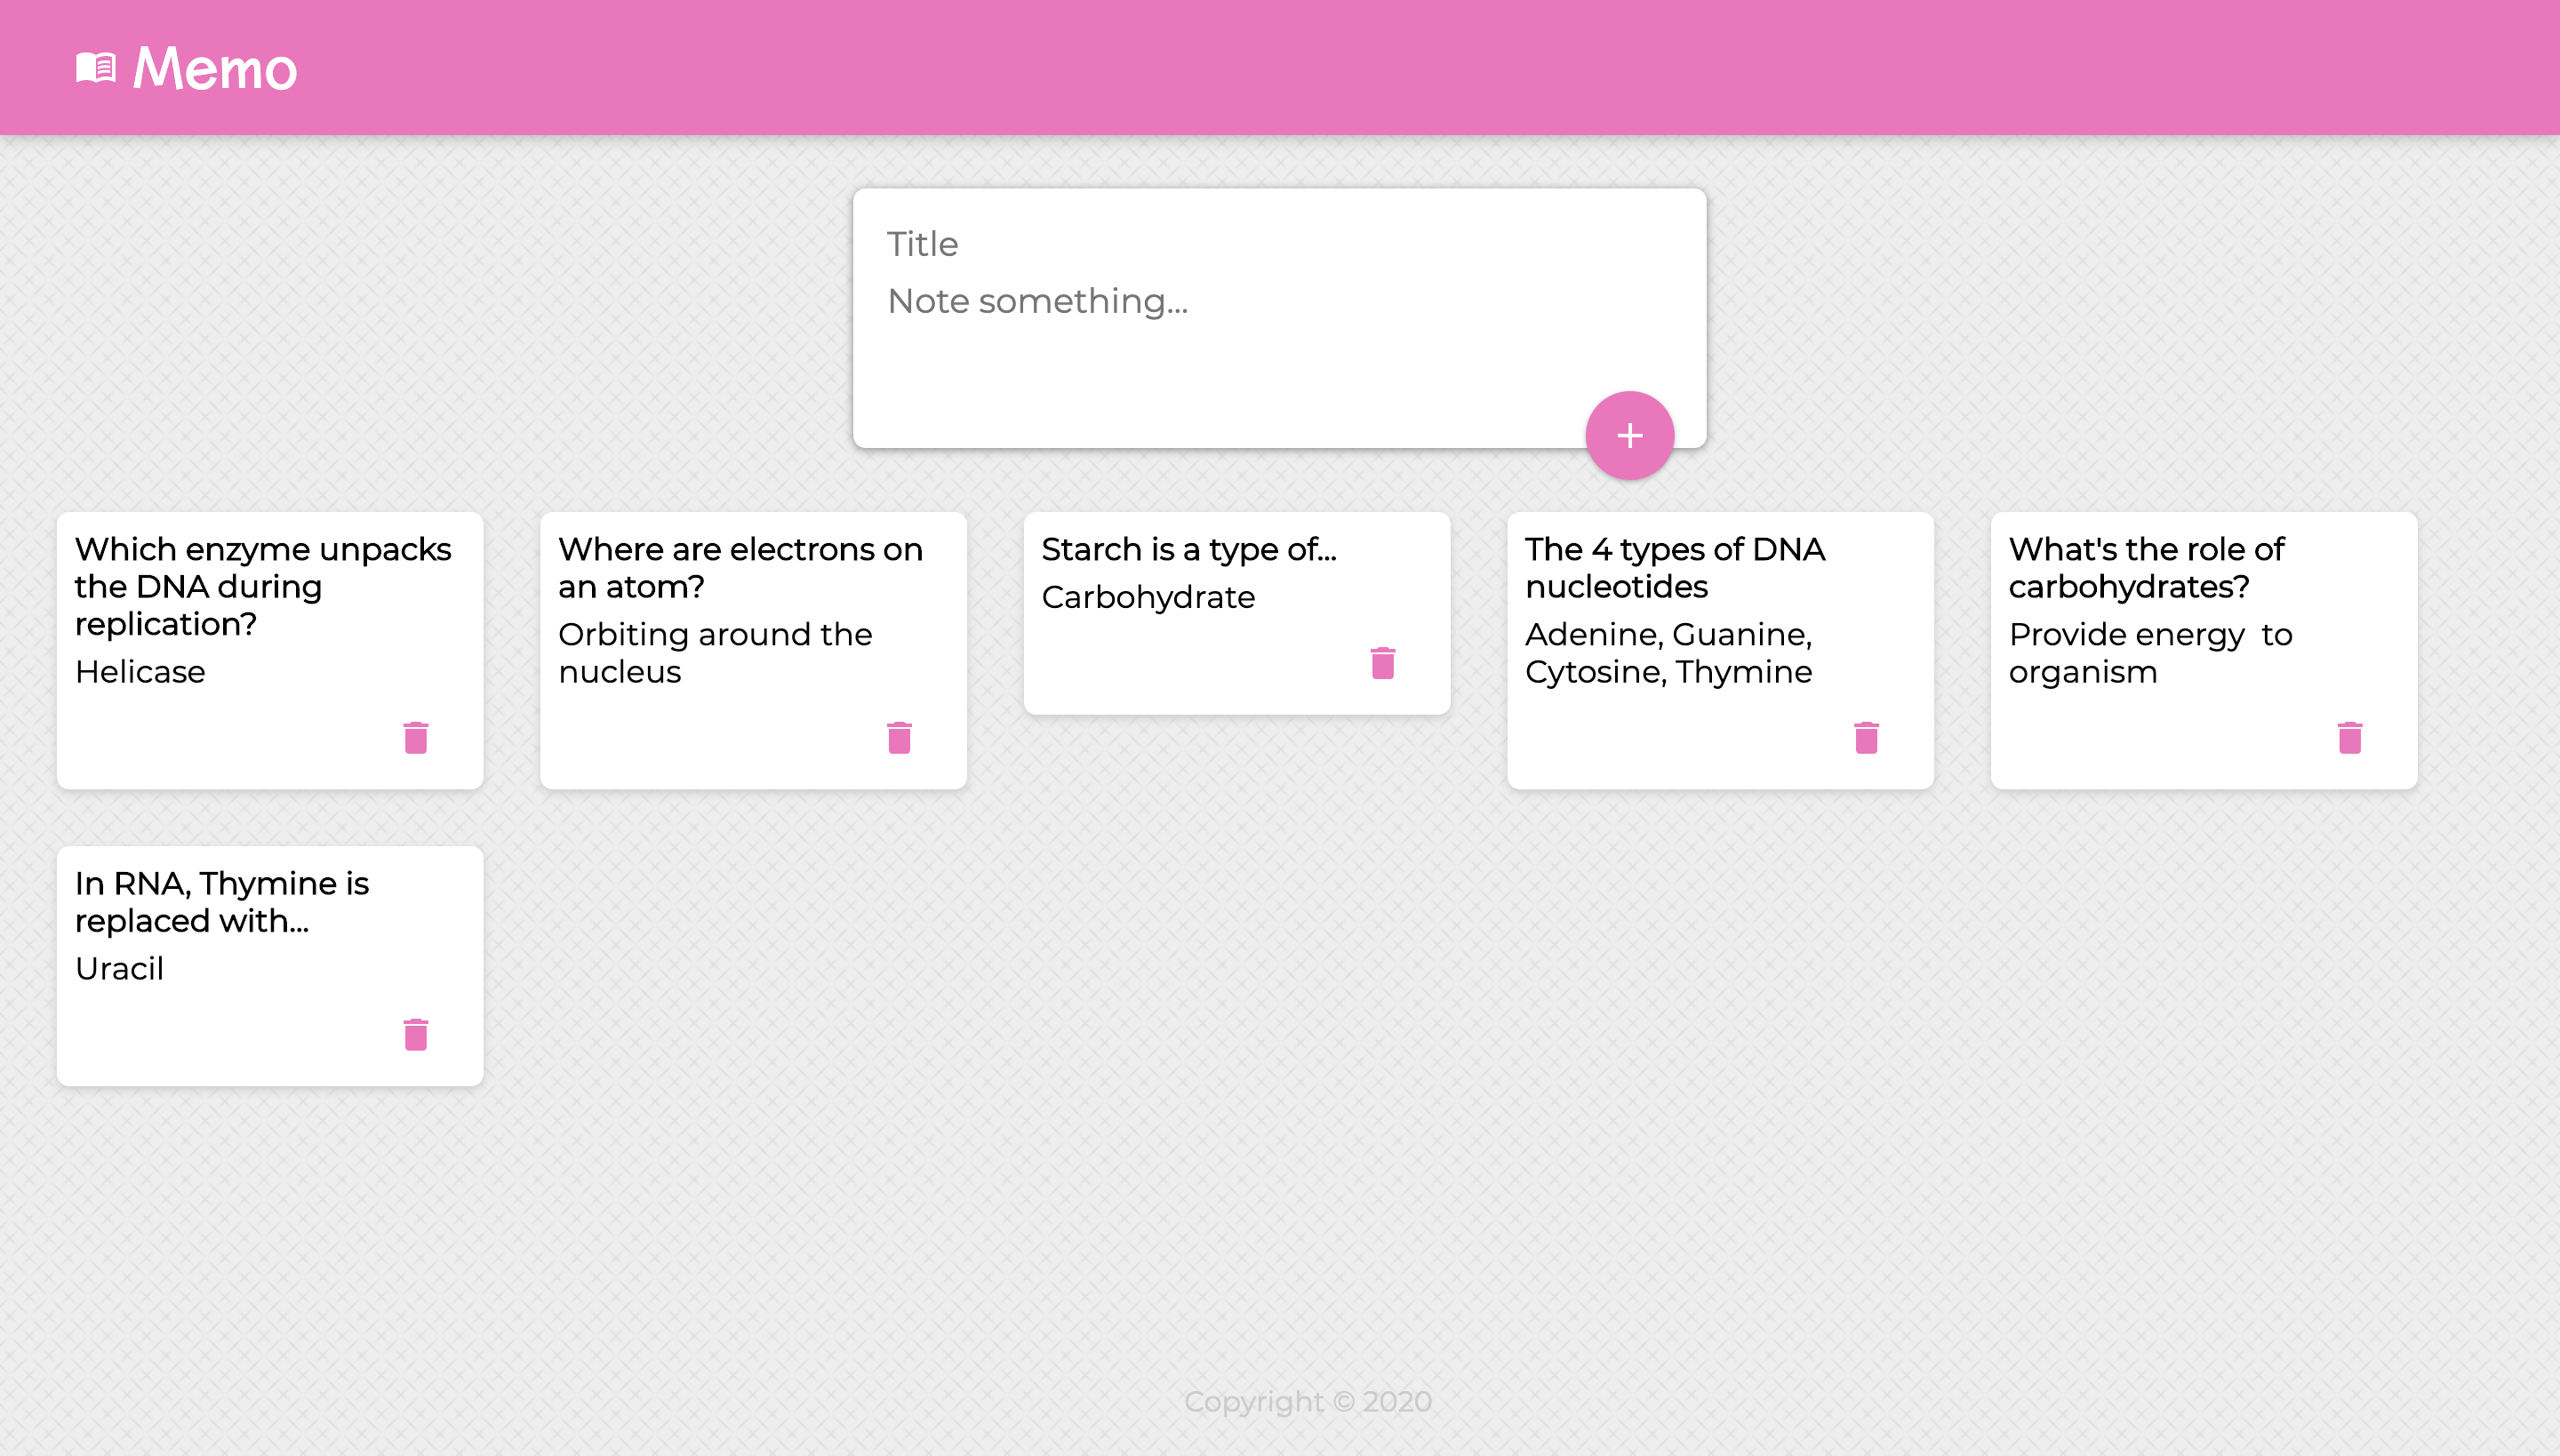 Memo
Title
Note something...
Which enzyme unpacks
the DNA during
replication?
Helicase
Where are electrons on
an atom?
Orbiting around the
nucleus
Starch is a type of...
Carbohydrate
The 4 types of DNA
nucleotides
Adenine, Guanine,
Cytosine, Thymine
What's the role of
carbohydrates?
Provide energy  to
organism
In RNA, Thymine is
replaced with...
Uracil
Copyright © 2020